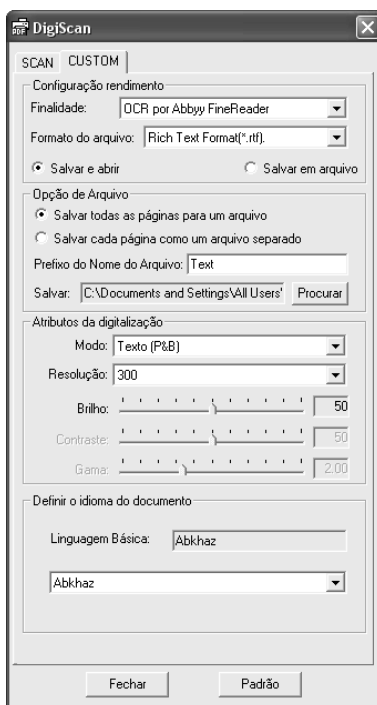 DigiScan
SCAN CUSTOM
Configuração rendimento
Finalidade: OCR por Abbyy FineReader
Formato do arquivo: Rich Text Format(*.rtf).
Salvar e abrir Salvar em arquivo
Opção de Arquivo
Salvar todas as páginas para um arquivo
Salvar cada página como um arquivo separado
Prefixo do Nome do Arquivo: Text
Salvar: C:\Documents and Settings\All Users' Procurar
Atributos da digitalização
Modo: Texto (P&B)
Resolução: 300
Brilho: 50
Contraste: 50
Gama: 2.00
Definir o idioma do documento
Linguagem Básica: Abkhaz
Abkhaz
Fechar Padrão